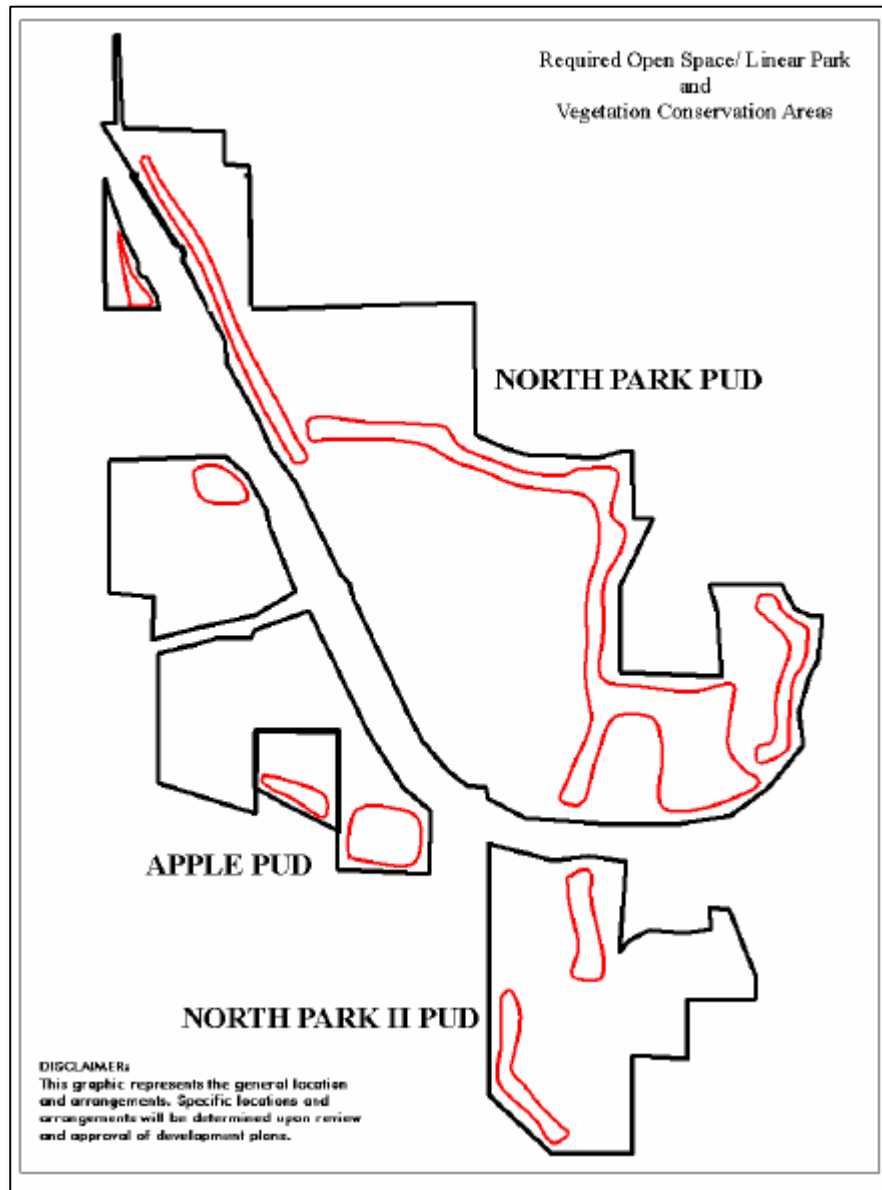 Required Open Space/ Linear Park
and
Vegetation Conservation Areas
NORTH PARK PUD
APPLE PUD
NORTH PARK II PUD
DISCLAIMER:
This graphic represents the general location
and arrangements. Specific locations and
arrangements will be determined upon review
and approval of development plans.